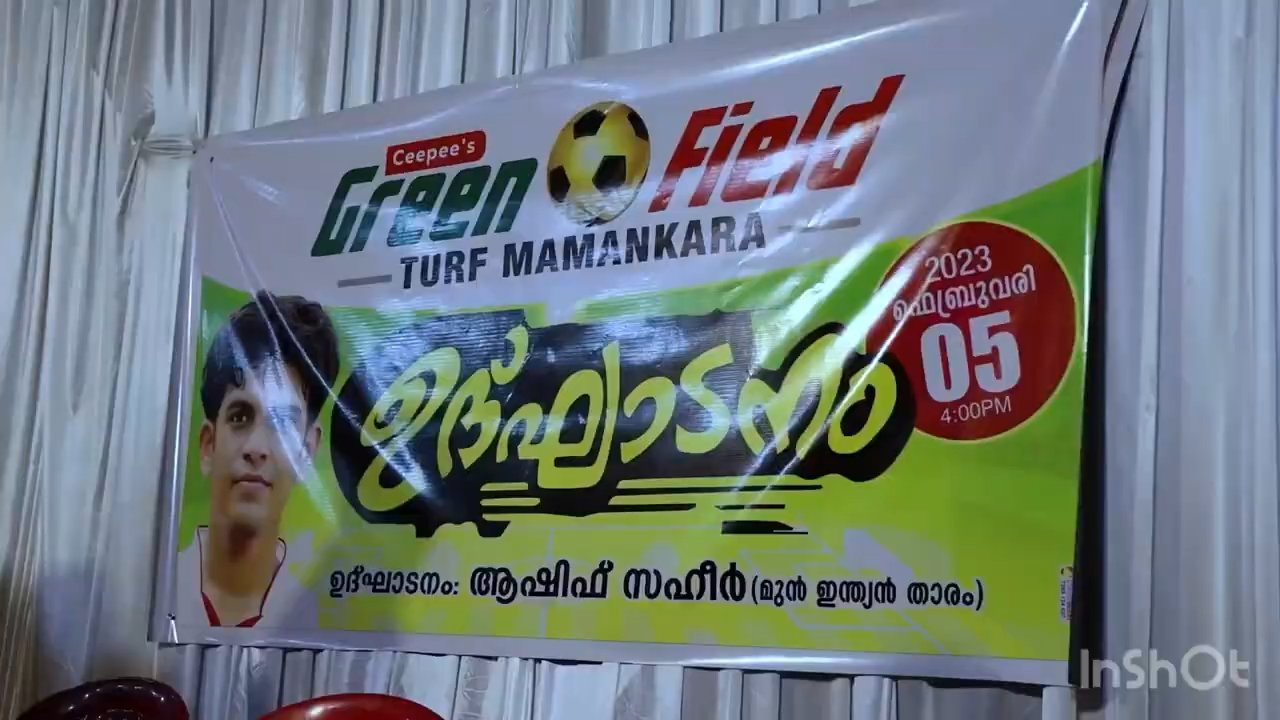 Ceepee's
Green Field
TURF MAMANKARA
2023
ഫെബ്രുവരി
05
4:00PM
ഉദ്ഘാടനം
ഉദ്ഘാടനം: ആഷിഫ് സഹീർ (മുൻ ഇന്ത്യൻ താരം)
InShOt